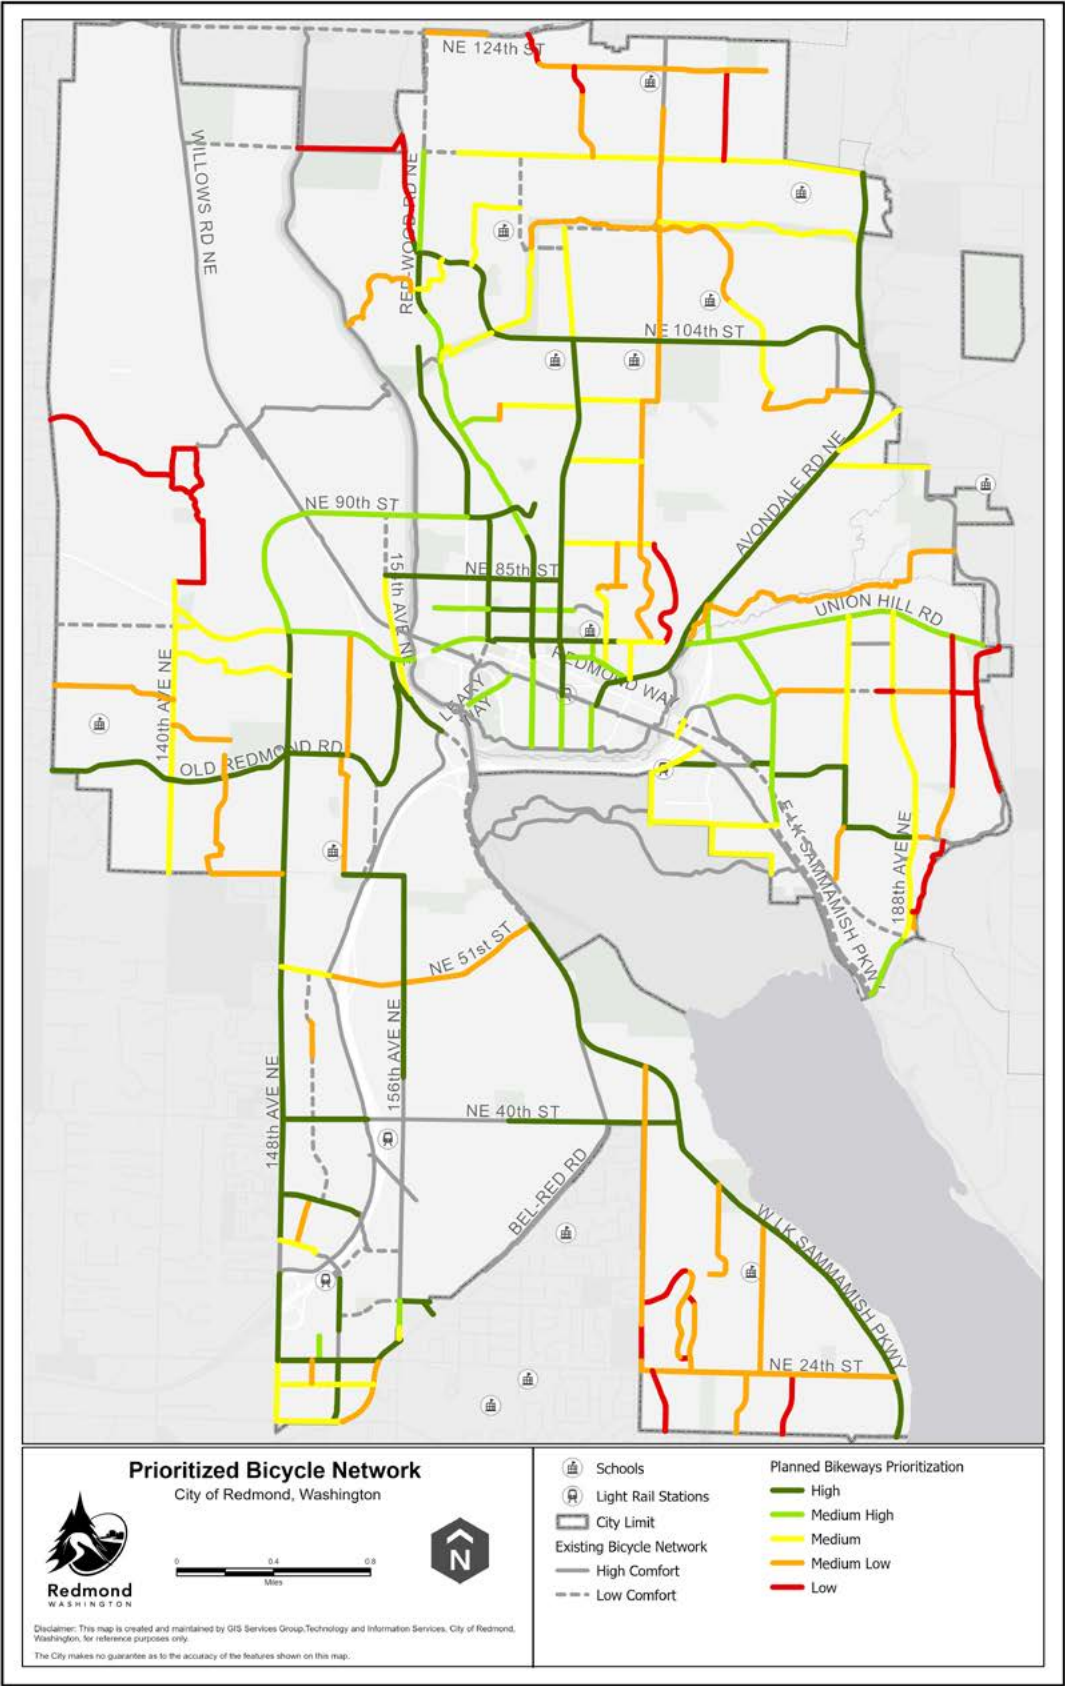 NE 124th ST
WILLOWS RD NE
RED-WOOD RD NE
NE 104th ST
AVONDALE RD NE
NE 90th ST
NE 85th ST
154th AVE NE
UNION HILL RD
REDMOND WAY
LEARY WAY
140th AVE NE
OLD REDMOND RD
E LK SAMMAMISH PKWY
188th AVE NE
NE 51st ST
156th AVE NE
148th AVE NE
NE 40th ST
BEL-RED RD
W LK SAMMAMISH PKWY
NE 24th ST
Prioritized Bicycle Network
City of Redmond, Washington
0 0.4 0.8
Miles
N
Redmond
WASHINGTON
Disclaimer: This map is created and maintained by GIS Services Group,Technology and Information Services, City of Redmond,
Washington, for reference purposes only.
The City makes no guarantee as to the accuracy of the features shown on this map.
Schools
Light Rail Stations
City Limit
Existing Bicycle Network
High Comfort
Low Comfort
Planned Bikeways Prioritization
High
Medium High
Medium
Medium Low
Low